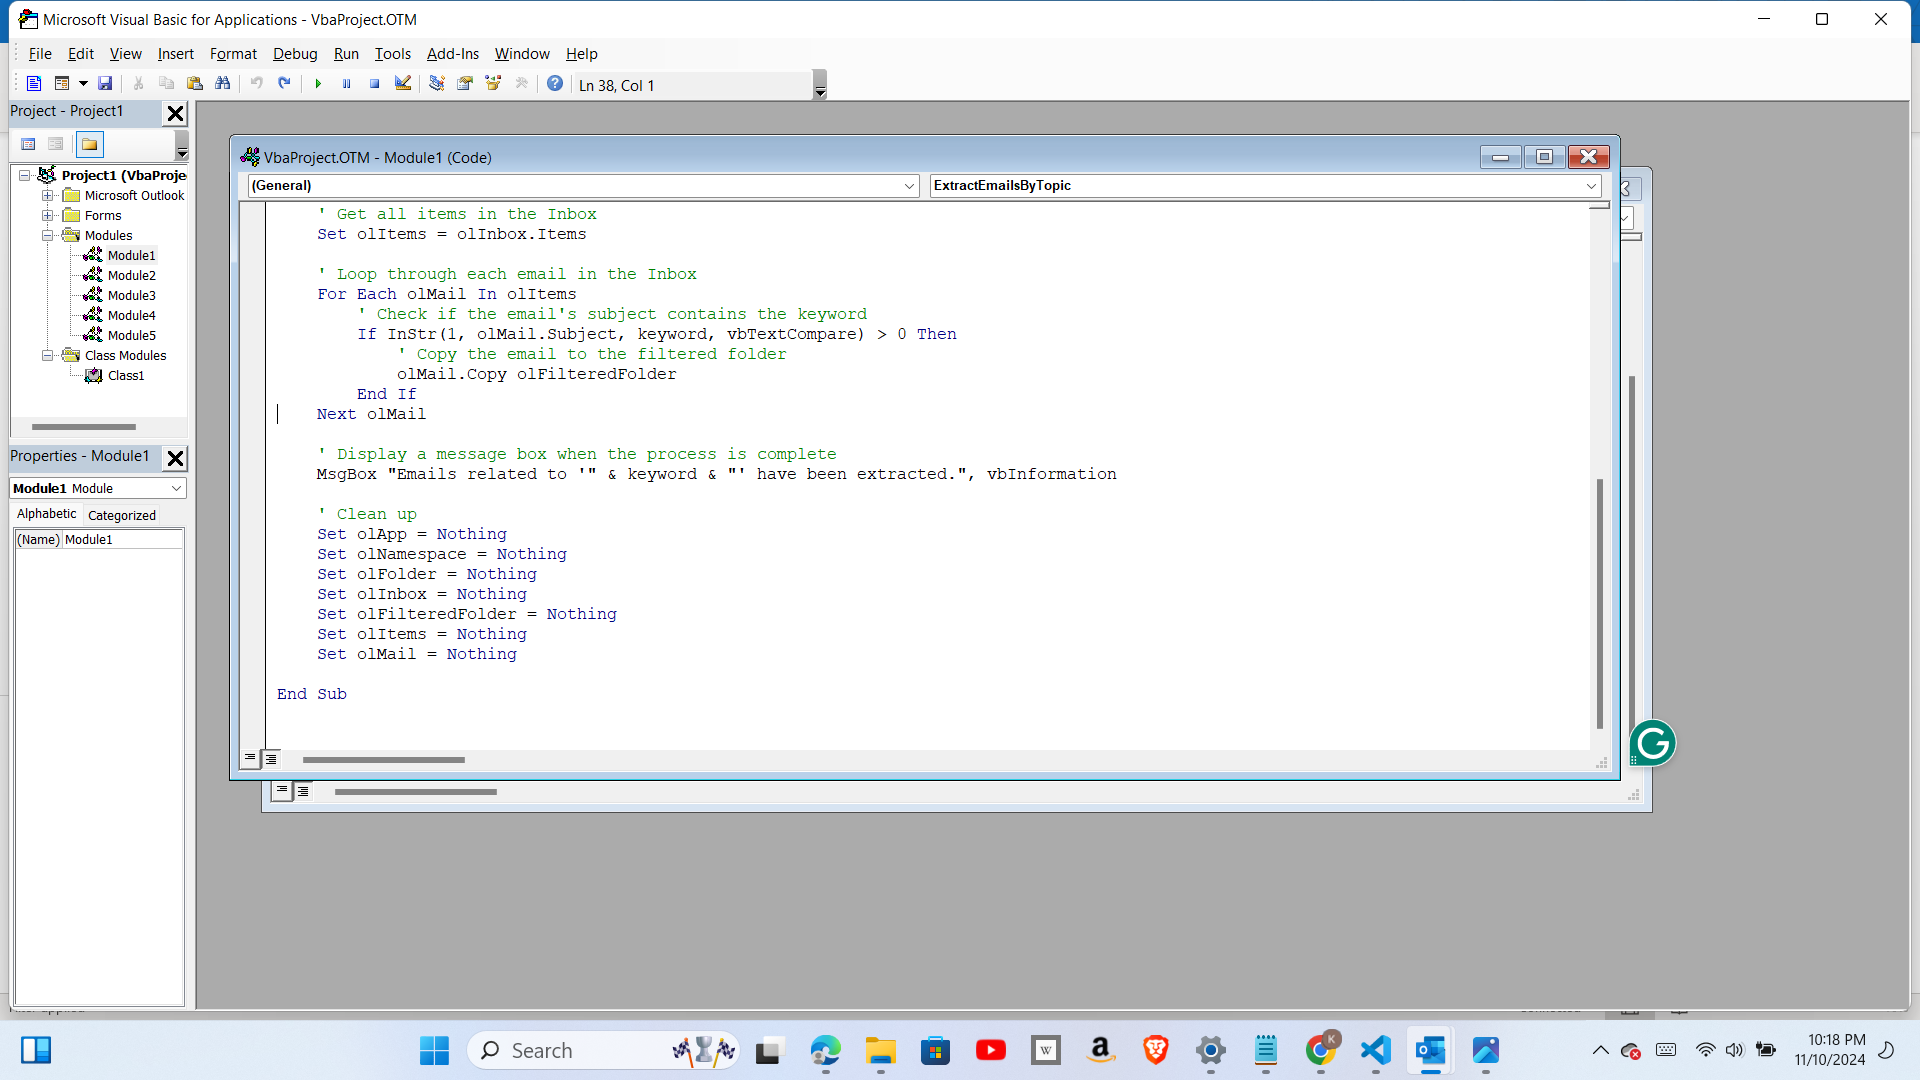 Microsoft Visual Basic for Applications - VbaProject.OTM
File Edit View Insert Format Debug Run Tools Add-Ins Window Help
Ln 38, Col 1
Project - Project1
Project1 (VbaProje
Microsoft Outlook
Forms
Modules
Module1
Module2
Module3
Module4
Module5
Class Modules
Class1
Properties - Module1
Module1 Module
Alphabetic Categorized
(Name) Module1
VbaProject.OTM - Module1 (Code)
(General) ExtractEmailsByTopic
' Get all items in the Inbox
Set olItems = olInbox.Items
' Loop through each email in the Inbox
For Each olMail In olItems
' Check if the email's subject contains the keyword
If InStr(1, olMail.Subject, keyword, vbTextCompare) > 0 Then
' Copy the email to the filtered folder
olMail.Copy olFilteredFolder
End If
Next olMail
' Display a message box when the process is complete
MsgBox "Emails related to '" & keyword & "' have been extracted.", vbInformation
' Clean up
Set olApp = Nothing
Set olNamespace = Nothing
Set olFolder = Nothing
Set olInbox = Nothing
Set olFilteredFolder = Nothing
Set olItems = Nothing
Set olMail = Nothing
End Sub
Search
10:18 PM
11/10/2024